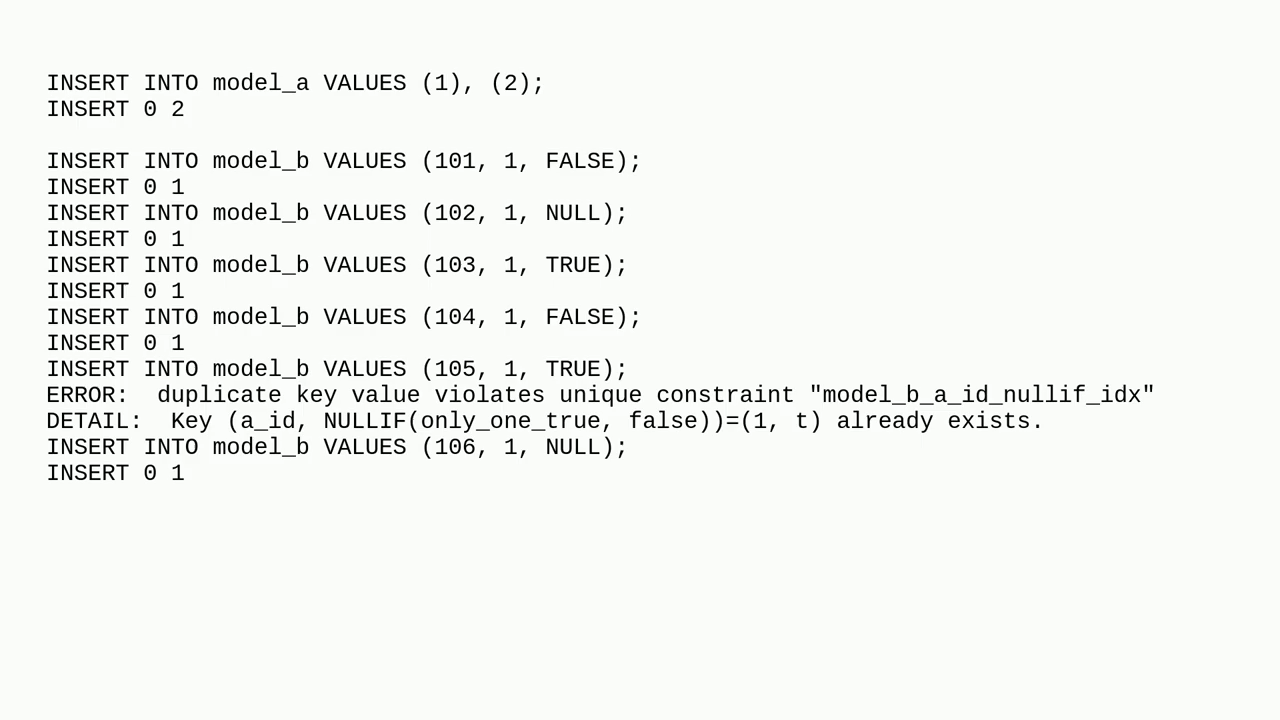 INSERT INTO model_a VALUES (1), (2);
INSERT 0 2
INSERT INTO model_b VALUES (101, 1, FALSE);
INSERT 0 1
INSERT INTO model_b VALUES (102, 1, NULL);
INSERT 0 1
INSERT INTO model_b VALUES (103, 1, TRUE);
INSERT 0 1
INSERT INTO model_b VALUES (104, 1, FALSE);
INSERT 0 1
INSERT INTO model_b VALUES (105, 1, TRUE);
ERROR:  duplicate key value violates unique constraint "model_b_a_id_nullif_idx"
DETAIL:  Key (a_id, NULLIF(only_one_true, false))=(1, t) already exists.
INSERT INTO model_b VALUES (106, 1, NULL);
INSERT 0 1